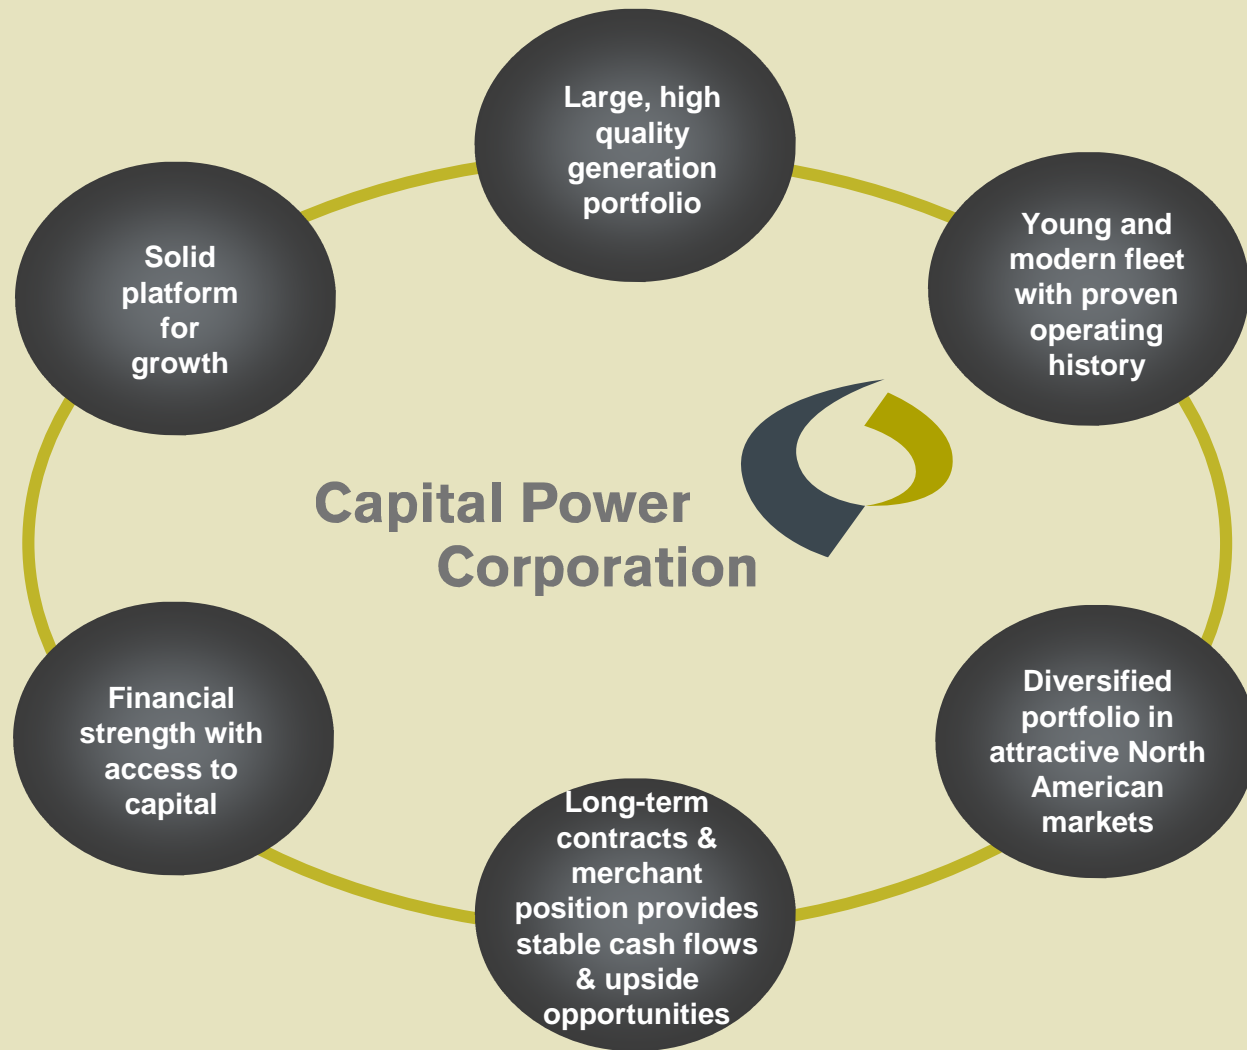 Large, high
quality
generation
portfolio
Young and
modern fleet
with proven
operating
history
Solid
platform
for
growth
Capital Power
Corporation
Diversified
portfolio in
attractive North
American
markets
Financial
strength with
access to
capital
Long-term
contracts &
merchant
position provides
stable cash flows
& upside
opportunities